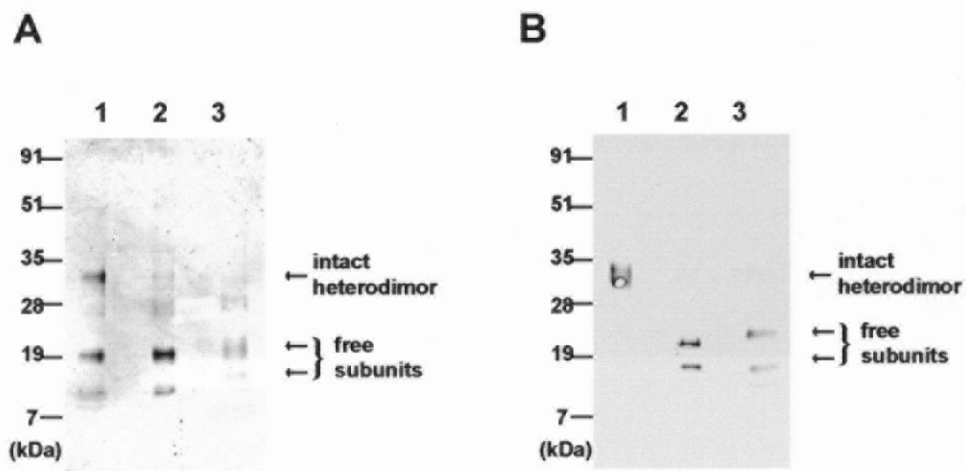 A
1 2 3
91
51
35
28
19
7
(kDa)
intact
heterodimor
free
subunits
B
1 2 3
91
51
35
28
19
7
(kDa)
intact
heterodimor
free
subunits